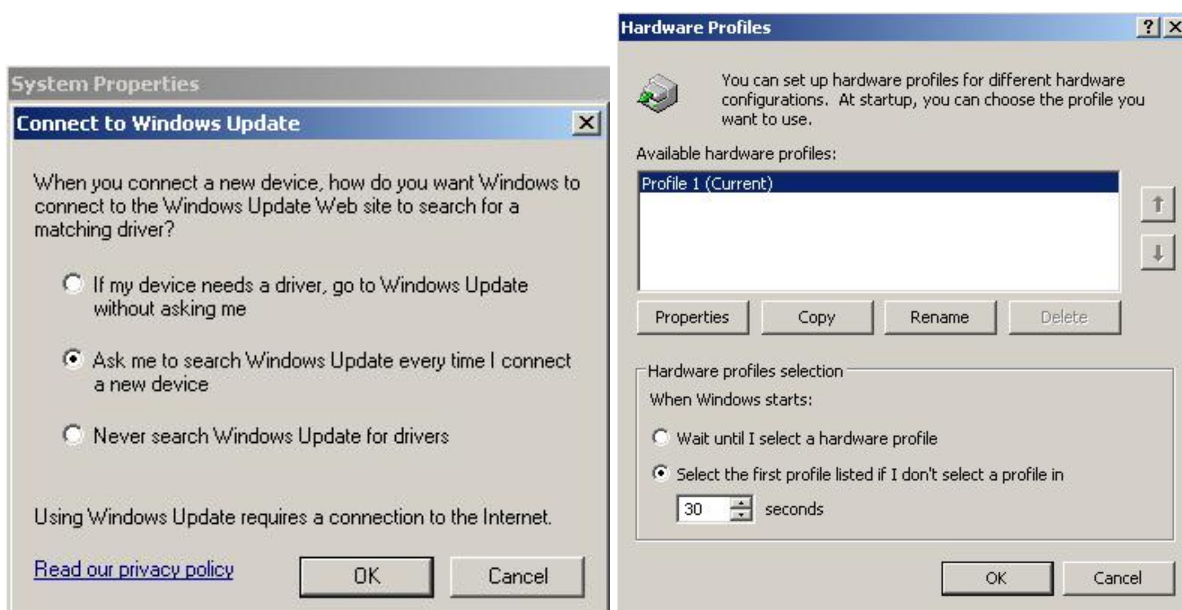 System Properties
Connect to Windows Update
When you connect a new device, how do you want Windows to
connect to the Windows Update Web site to search for a
matching driver?
If my device needs a driver, go to Windows Update
without asking me
Ask me to search Windows Update every time I connect
a new device
Never search Windows Update for drivers
Using Windows Update requires a connection to the Internet.
Read our privacy policy
OK
Cancel
Hardware Profiles
You can set up hardware profiles for different hardware
configurations. At startup, you can choose the profile you
want to use.
Available hardware profiles:
Profile 1 (Current)
Properties
Copy
Rename
Delete
Hardware profiles selection
When Windows starts:
Wait until I select a hardware profile
Select the first profile listed if I don't select a profile in
30 seconds
OK
Cancel